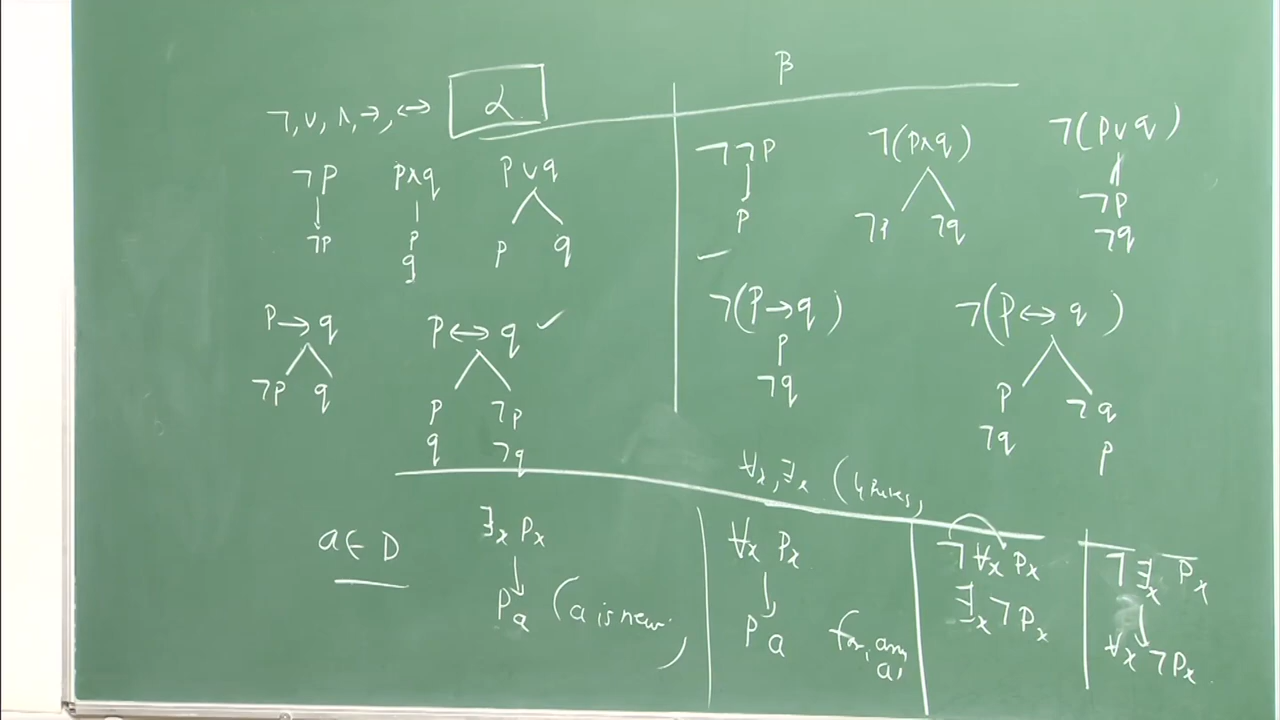 β
¬, ∨, ∧, →, ↔ α
¬P P∧q P∨q
¬P P P q
q
¬¬P ¬(P∧q) ¬(P∨q)
P ¬P ¬q ¬P
¬q
P→q P↔q ✓
¬P q P ¬P
q ¬q
¬(P→q) ¬(P↔q)
P P ¬q
¬q ¬q P
∀x, ∃x (4 rules,
a ∈ D
∃x Px
Pa (a is new)
∀x Px
Pa for, any a,
¬∀x Px
∃x ¬Px
¬∃x Px
∀x ¬Px